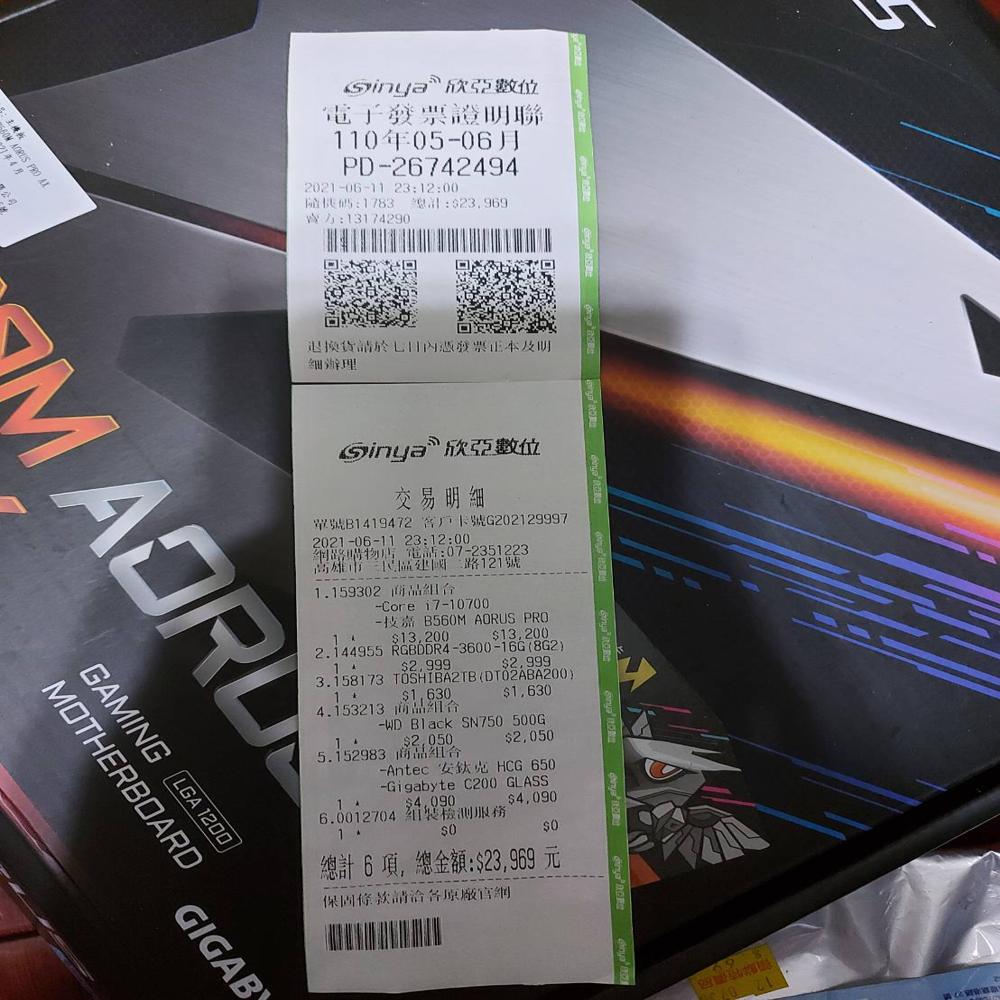 Sinya 欣亞數位
電子發票證明聯
110年05-06月
PD-26742494
2021-06-11 23:12:00
隨機碼:1783 總計:$23,969
賣方:13174290
退換貨請於七日內憑發票正本及明
細辦理
Sinya 欣亞數位
交易明細
單號B1419472 客戶卡號G202129997
2021-06-11 23:12:00
網路購物店 電話:07-2351223
高雄市三民區建國二路121號
1.159302 商品組合
-Core i7-10700
-技嘉 B560M AORUS PRO
1 * $13,200 $13,200
2.144955 RGBDDR4-3600-16G(8G2)
1 * $2,999 $2,999
3.158173 TOSHIBA2TB(DT02ABA200)
1 * $1,630 $1,630
4.153213 商品組合
-WD Black SN750 500G
1 * $2,050 $2,050
5.152983 商品組合
-Antec 安鈦克 HCG 650
-Gigabyte C200 GLASS
1 * $4,090 $4,090
6.0012704 組裝檢測服務
1 * $0 $0
總計 6 項, 總金額:$23,969 元
保固條款請洽各原廠官網
GAMING
MOTHERBOARD
LGA1200